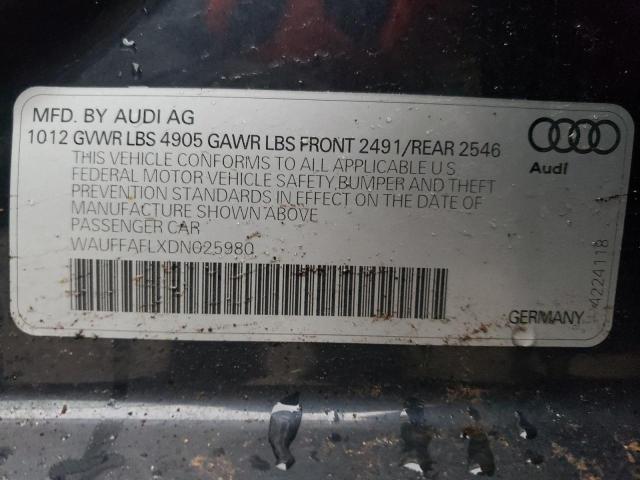 MFD. BY AUDI AG
1012 GVWR LBS 4905 GAWR LBS FRONT 2491/REAR 2546
THIS VEHICLE CONFORMS TO ALL APPLICABLE U S
FEDERAL MOTOR VEHICLE SAFETY,BUMPER AND THEFT
PREVENTION STANDARDS IN EFFECT ON THE DATE OF
MANUFACTURE SHOWN ABOVE
PASSENGER CAR
WAUFFAFLXDN025980
Audi
GERMANY
4224118